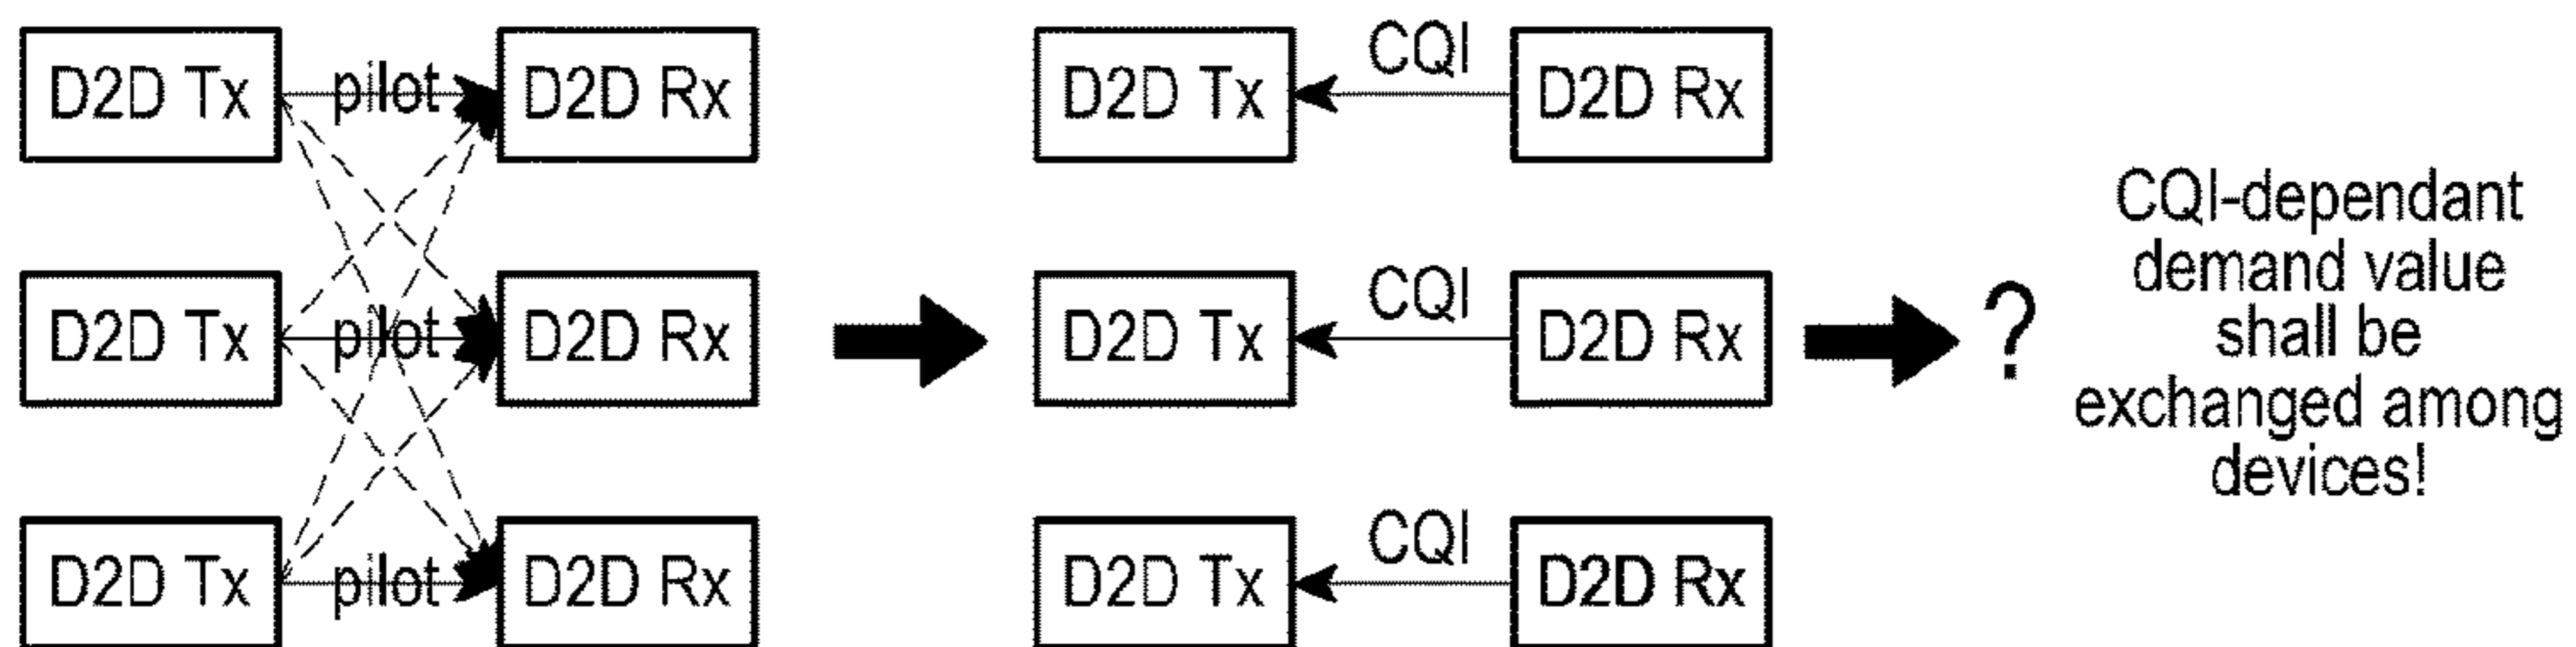 D2D Tx pilot D2D Rx
D2D Tx pilot D2D Rx
D2D Tx pilot D2D Rx
D2D Tx CQI D2D Rx
D2D Tx CQI D2D Rx
D2D Tx CQI D2D Rx
?
CQI-dependant
demand value
shall be
exchanged among
devices!